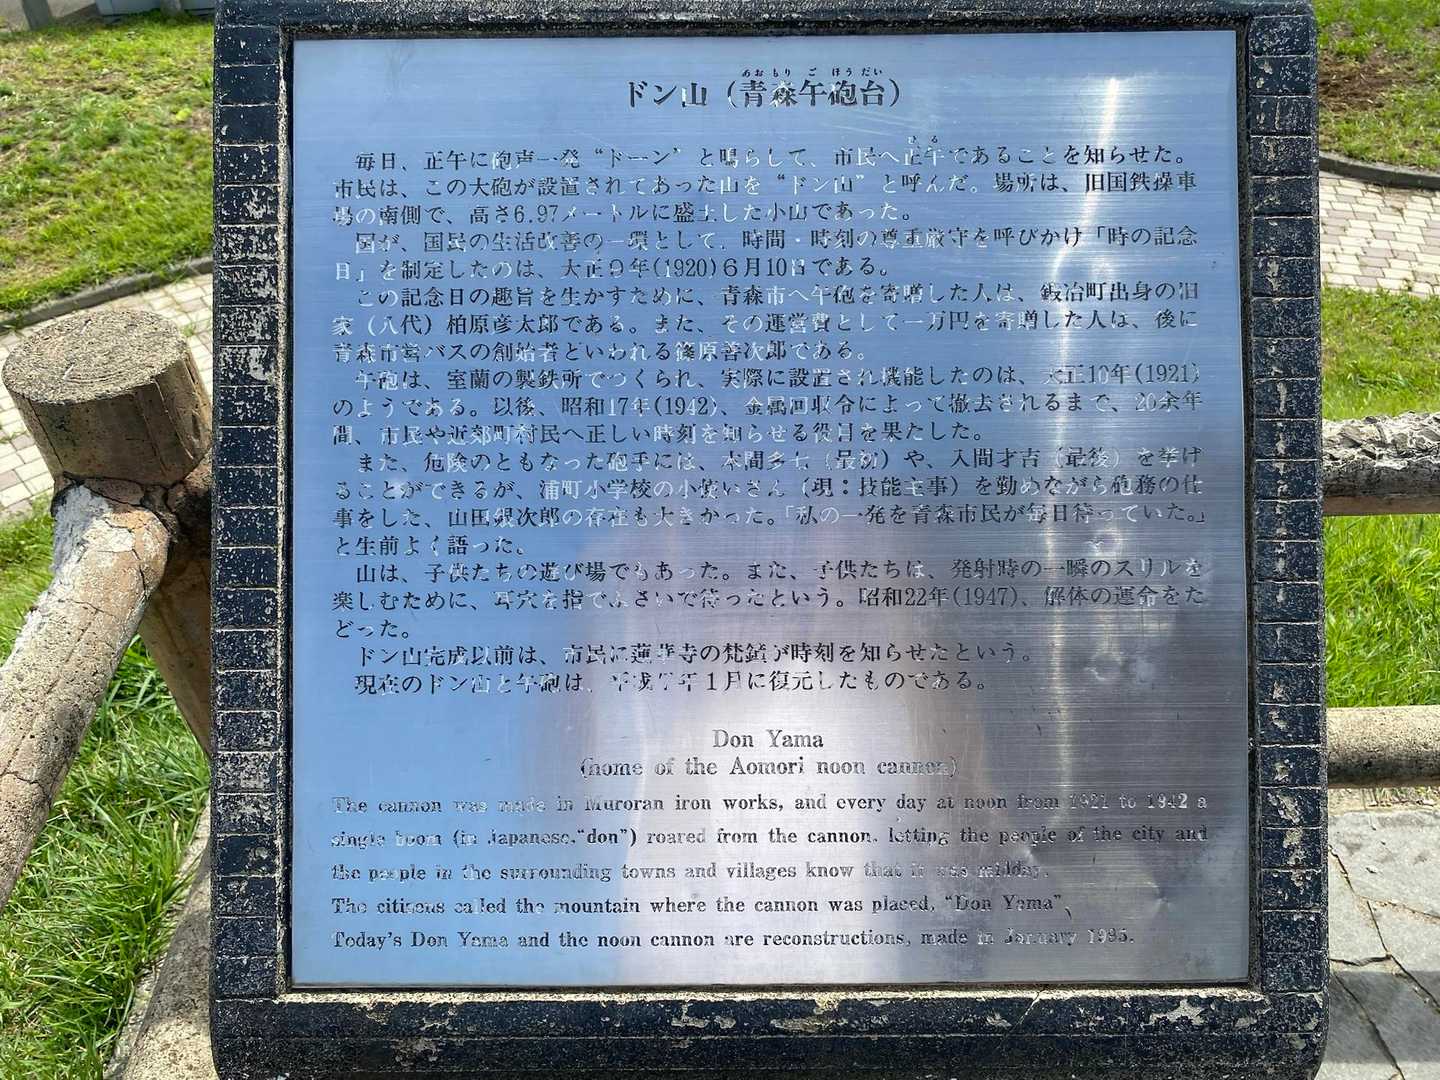 あおもり ご ほうだい
ドン山（青森午砲台）
ひる
毎日、正午に砲声一発“ドーン”と鳴らして、市民へ正午であることを知らせた。
市民は、この大砲が設置されてあった山を“ドン山”と呼んだ。場所は、旧国鉄操車
場の南側で、高さ6.97メートルに盛土した小山であった。
国が、国民の生活改善の一環として、時間・時刻の尊重厳守を呼びかけ「時の記念
日」を制定したのは、大正９年(1920)６月10日である。
この記念日の趣旨を生かすために、青森市へ午砲を寄贈した人は、鍛冶町出身の旧
家（八代）柏原彦太郎である。また、その運営費として一万円を寄贈した人は、後に
青森市営バスの創始者といわれる篠原善次郎である。
午砲は、室蘭の製鉄所でつくられ、実際に設置され機能したのは、大正10年(1921)
のようである。以後、昭和17年(1942)、金属回収令によって撤去されるまで、20余年
間、市民や近郊町村民へ正しい時刻を知らせる役目を果たした。
また、危険のともなった砲手には、本間多七（最初）や、入間才吉（最後）を挙げ
ることができるが、浦町小学校の小使いさん（現：技能主事）を勤めながら砲務の仕
事をした、山田銀次郎の存在も大きかった。「私の一発を青森市民が毎日待っていた。」
と生前よく語った。
山は、子供たちの遊び場でもあった。また、子供たちは、発射時の一瞬のスリルを
楽しむために、耳穴を指でふさいで待ったという。昭和22年(1947)、解体の運命をた
どった。
ドン山完成以前は、市民に蓮華寺の梵鐘が時刻を知らせたという。
現在のドン山と午砲は、平成７年１月に復元したものである。
Don Yama
(home of the Aomori noon cannon)
The cannon was made in Muroran iron works, and every day at noon from 1921 to 1942 a
single boom (in Japanese,“don”) roared from the cannon, letting the people of the city and
the people in the surrounding towns and villages know that it was midday.
The citizens called the mountain where the cannon was placed, “Don Yama”,
Today's Don Yama and the noon cannon are reconstructions, made in January 1995.